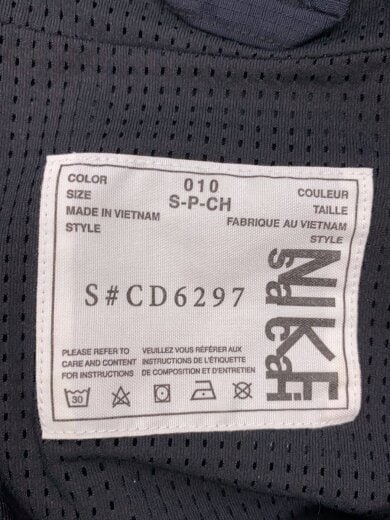 COLOR 010 COULEUR
SIZE S-P-CH TAILLE
MADE IN VIETNAM FABRIQUE AU VIETNAM
STYLE STYLE
S#CD6297
NIKE
Sacai
PLEASE REFER TO VEUILLEZ VOUS RÉFÉRER AUX
CARE AND CONTENT INSTRUCTIONS DE L'ÉTIQUETTE
FOR INSTRUCTIONS DE COMPOSITION ET D'ENTRETIEN
30